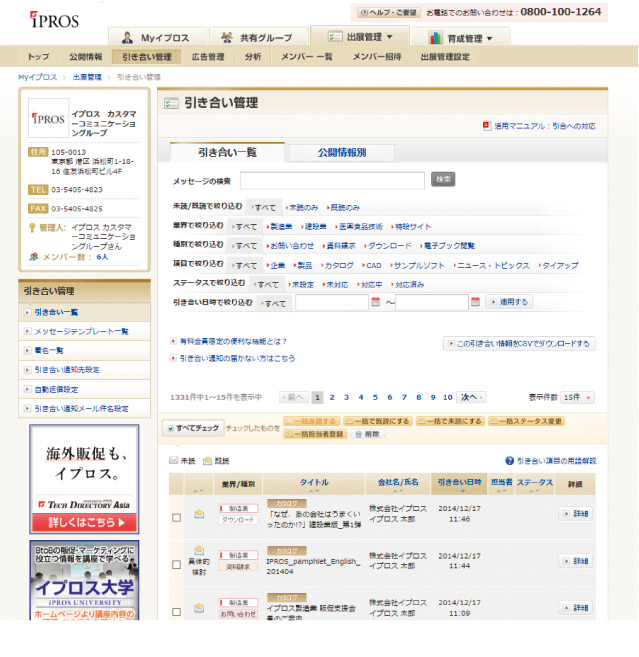 IPROS
ヘルプ・ご要望 お電話でのお問い合わせは：0800-100-1264
Myイプロス 共有グループ 出展管理 ▼ 育成管理 ▼
トップ 公開情報 引き合い管理 広告管理 分析 メンバー一覧 メンバー招待 出展管理設定
Myイプロス 〉 出展管理 〉 引き合い管理
IPROS
イプロス カスタマ
ーコミュニケーショ
ングループ
住所 105-0013
東京都 港区 浜松町1-18-
16 住友浜松町ビル4F
TEL 03-5405-4823
FAX 03-5405-4825
管理人: イプロス カスタマ
ーコミュニケーショ
ングループさん
メンバー数： 6人
引き合い管理
引き合い一覧
メッセージテンプレート一覧
署名一覧
引き合い通知先設定
自動返信設定
引き合い通知メール件名設定
海外販促も、
イプロス。
TECH DIRECTORY Asia
詳しくはこちら
BtoBの販促・マーケティングに
役立つ情報を講座で学べる
イプロス大学
IPROS UNIVERSITY
ホームページより講座内容の
引き合い管理
活用マニュアル：引合への対応
引き合い一覧 公開情報別
メッセージの検索 検索
未読/既読で絞り込む すべて 未読のみ 既読のみ
業界で絞り込む すべて 製造業 建設業 医薬食品技術 特設サイト
種別で絞り込む すべて お問い合わせ 資料請求 ダウンロード 電子ブック閲覧
項目で絞り込む すべて 企業 製品 カタログ CAD サンプルソフト ニュース・トピックス タイアップ
ステータスで絞り込む すべて 未設定 未対応 対応中 対応済み
引き合い日時で絞り込む すべて ～ 適用する
有料会員限定の便利な機能とは？
引き合い通知の届かない方はこちら
この引き合い情報をCSVでダウンロードする
1331件中1～15件を表示中 前へ 1 2 3 4 5 6 7 8 9 10 次へ 表示件数 15件
すべてチェック チェックしたものを 一括返信する 一括で既読にする 一括で未読にする 一括ステータス変更
一括担当者登録 削除
未読 既読
引き合い項目の用語解説
業界/種別 タイトル 会社名/氏名 引き合い日時 担当者 ステータス 詳細
製造業
ダウンロード
カタログ
「なぜ、あの会社はうまくい
ったのか!?」建設業版_第1弾
株式会社イプロス
イプロス 太郎
2014/12/17
11:46
詳細
具体的
検討
製造業
資料請求
カタログ
IPROS_pamphlet_English_
201404
株式会社イプロス
イプロス 太郎
2014/12/17
11:44
詳細
製造業
お問い合わせ
カタログ
イプロス製造業 販促支援会
株式会社イプロス
イプロス 太郎
2014/12/17
11:09
詳細